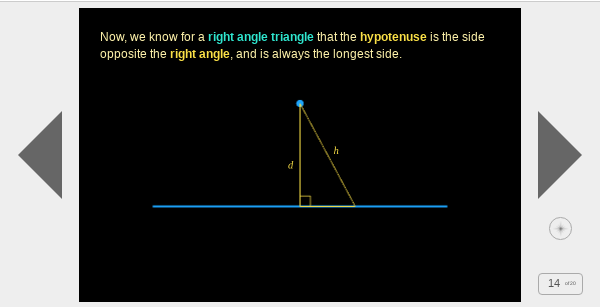 Now, we know for a right angle triangle that the hypotenuse is the side
opposite the right angle, and is always the longest side.
h
d
14 of 20